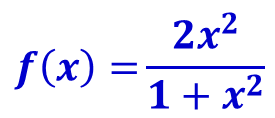 f(x) = 2x² / 1 + x²